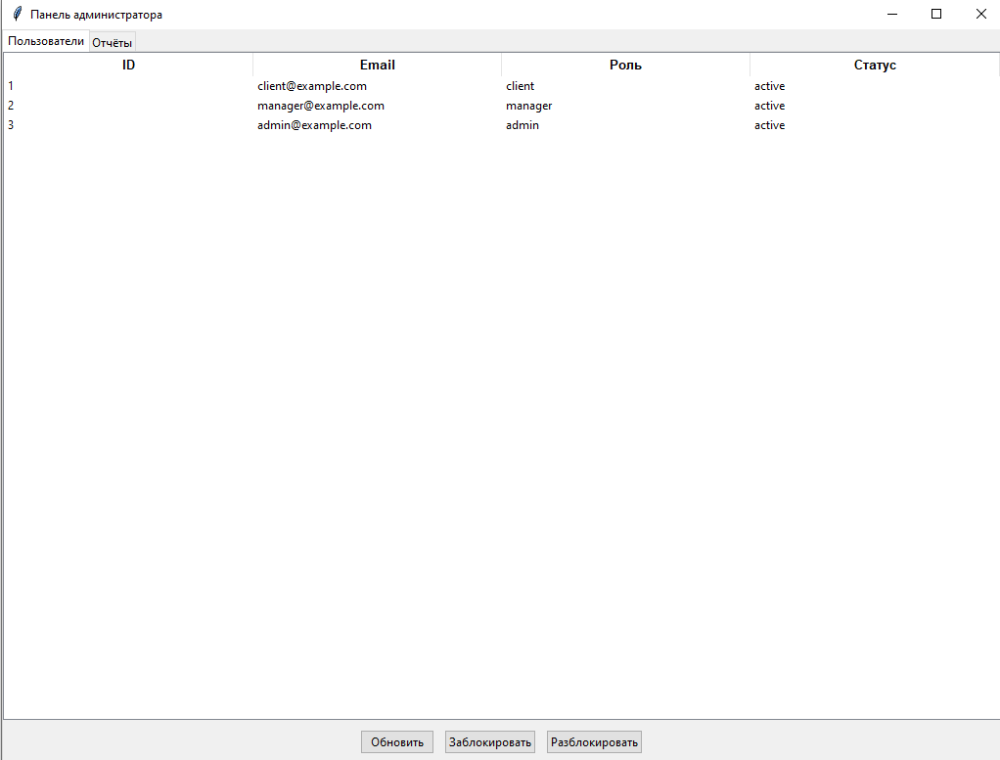 Панель администратора
Пользователи Отчёты
ID Email Роль Статус
1 client@example.com client active
2 manager@example.com manager active
3 admin@example.com admin active
Обновить Заблокировать Разблокировать